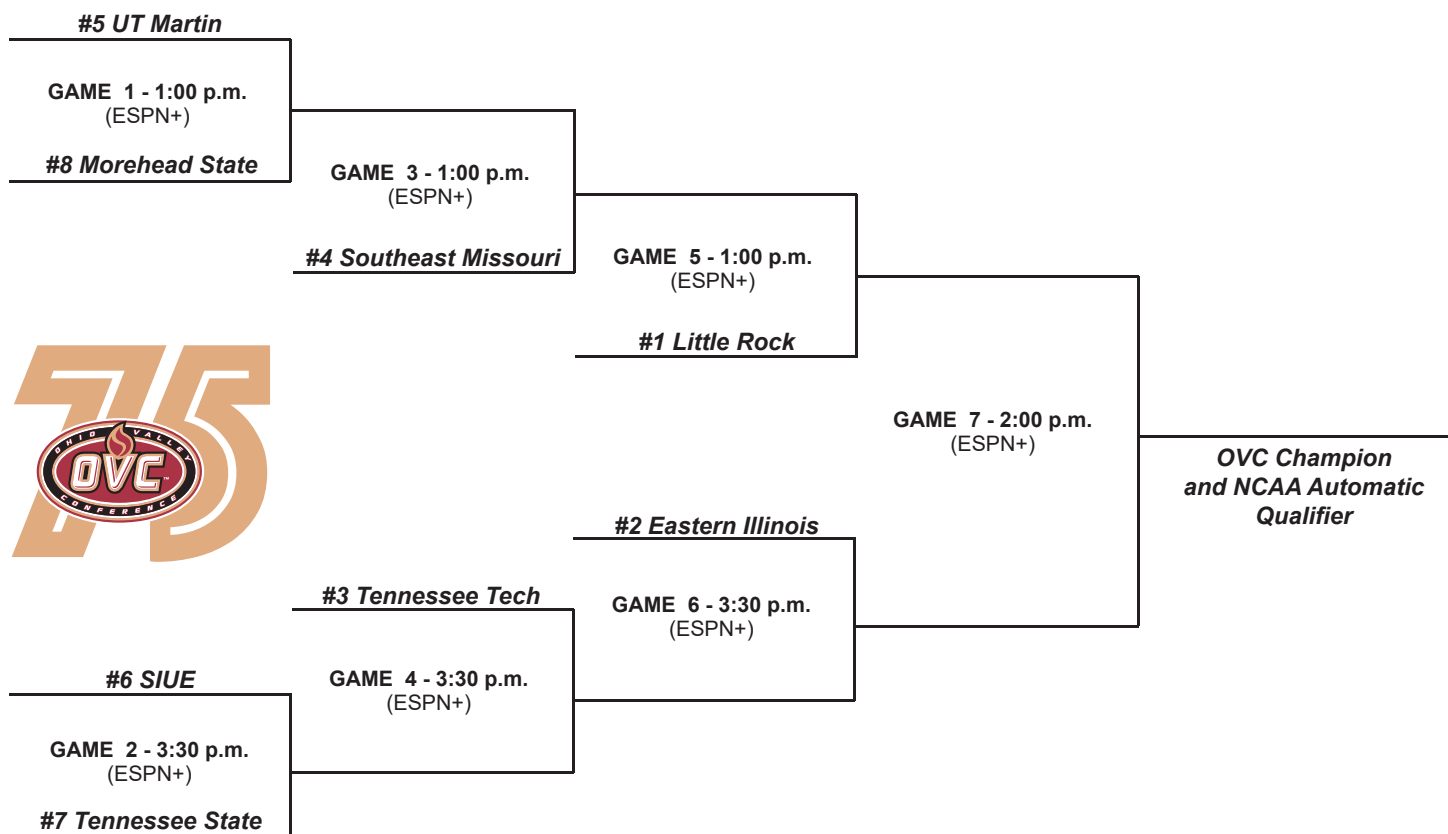 #5 UT Martin
GAME 1 - 1:00 p.m.
(ESPN+)
#8 Morehead State
GAME 3 - 1:00 p.m.
(ESPN+)
#4 Southeast Missouri
GAME 5 - 1:00 p.m.
(ESPN+)
#1 Little Rock
75
OHIO VALLEY
OVC™
CONFERENCE
GAME 7 - 2:00 p.m.
(ESPN+)
OVC Champion
and NCAA Automatic
Qualifier
#2 Eastern Illinois
GAME 6 - 3:30 p.m.
(ESPN+)
#3 Tennessee Tech
GAME 4 - 3:30 p.m.
(ESPN+)
#6 SIUE
GAME 2 - 3:30 p.m.
(ESPN+)
#7 Tennessee State